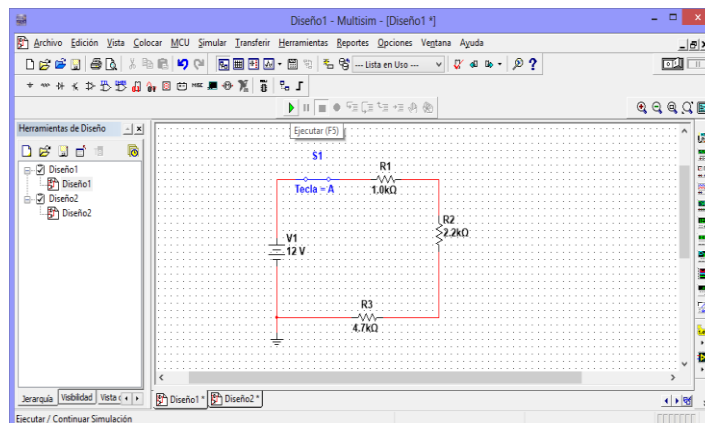 Diseño1 - Multisim - [Diseño1 *]
Archivo Edición Vista Colocar MCU Simular Transferir Herramientas Reportes Opciones Ventana Ayuda
--- Lista en Uso ---
Ejecutar (F5)
Herramientas de Diseño
Diseño1
Diseño1
Diseño2
Diseño2
S1
Tecla = A
R1
1.0kΩ
R2
2.2kΩ
V1
12 V
R3
4.7kΩ
Jerarquía Visibilidad Vista
Diseño1 * Diseño2 *
Ejecutar / Continuar Simulación